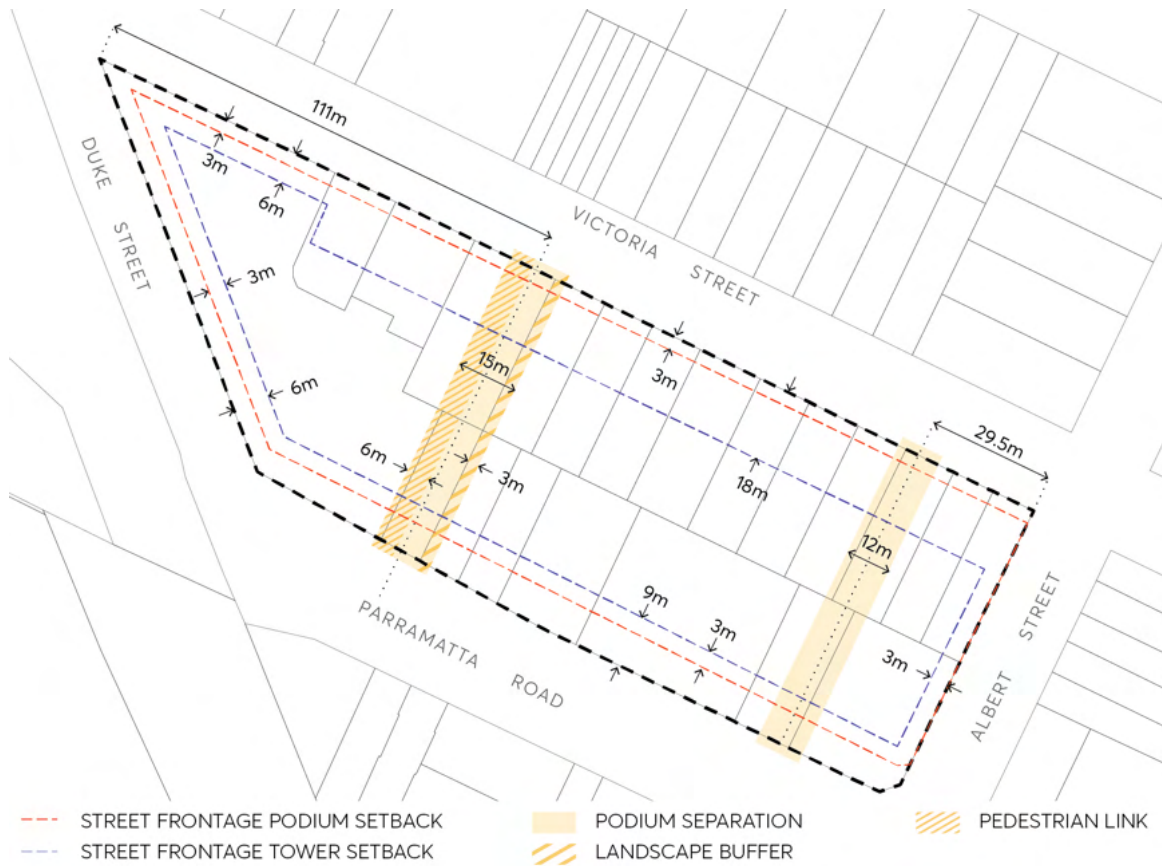 111m
3m
6m
DUKE STREET
VICTORIA STREET
3m
6m
15m
3m
29.5m
18m
6m
3m
12m
9m
3m
3m
PARRAMATTA ROAD
ALBERT STREET
STREET FRONTAGE PODIUM SETBACK
PODIUM SEPARATION
PEDESTRIAN LINK
STREET FRONTAGE TOWER SETBACK
LANDSCAPE BUFFER